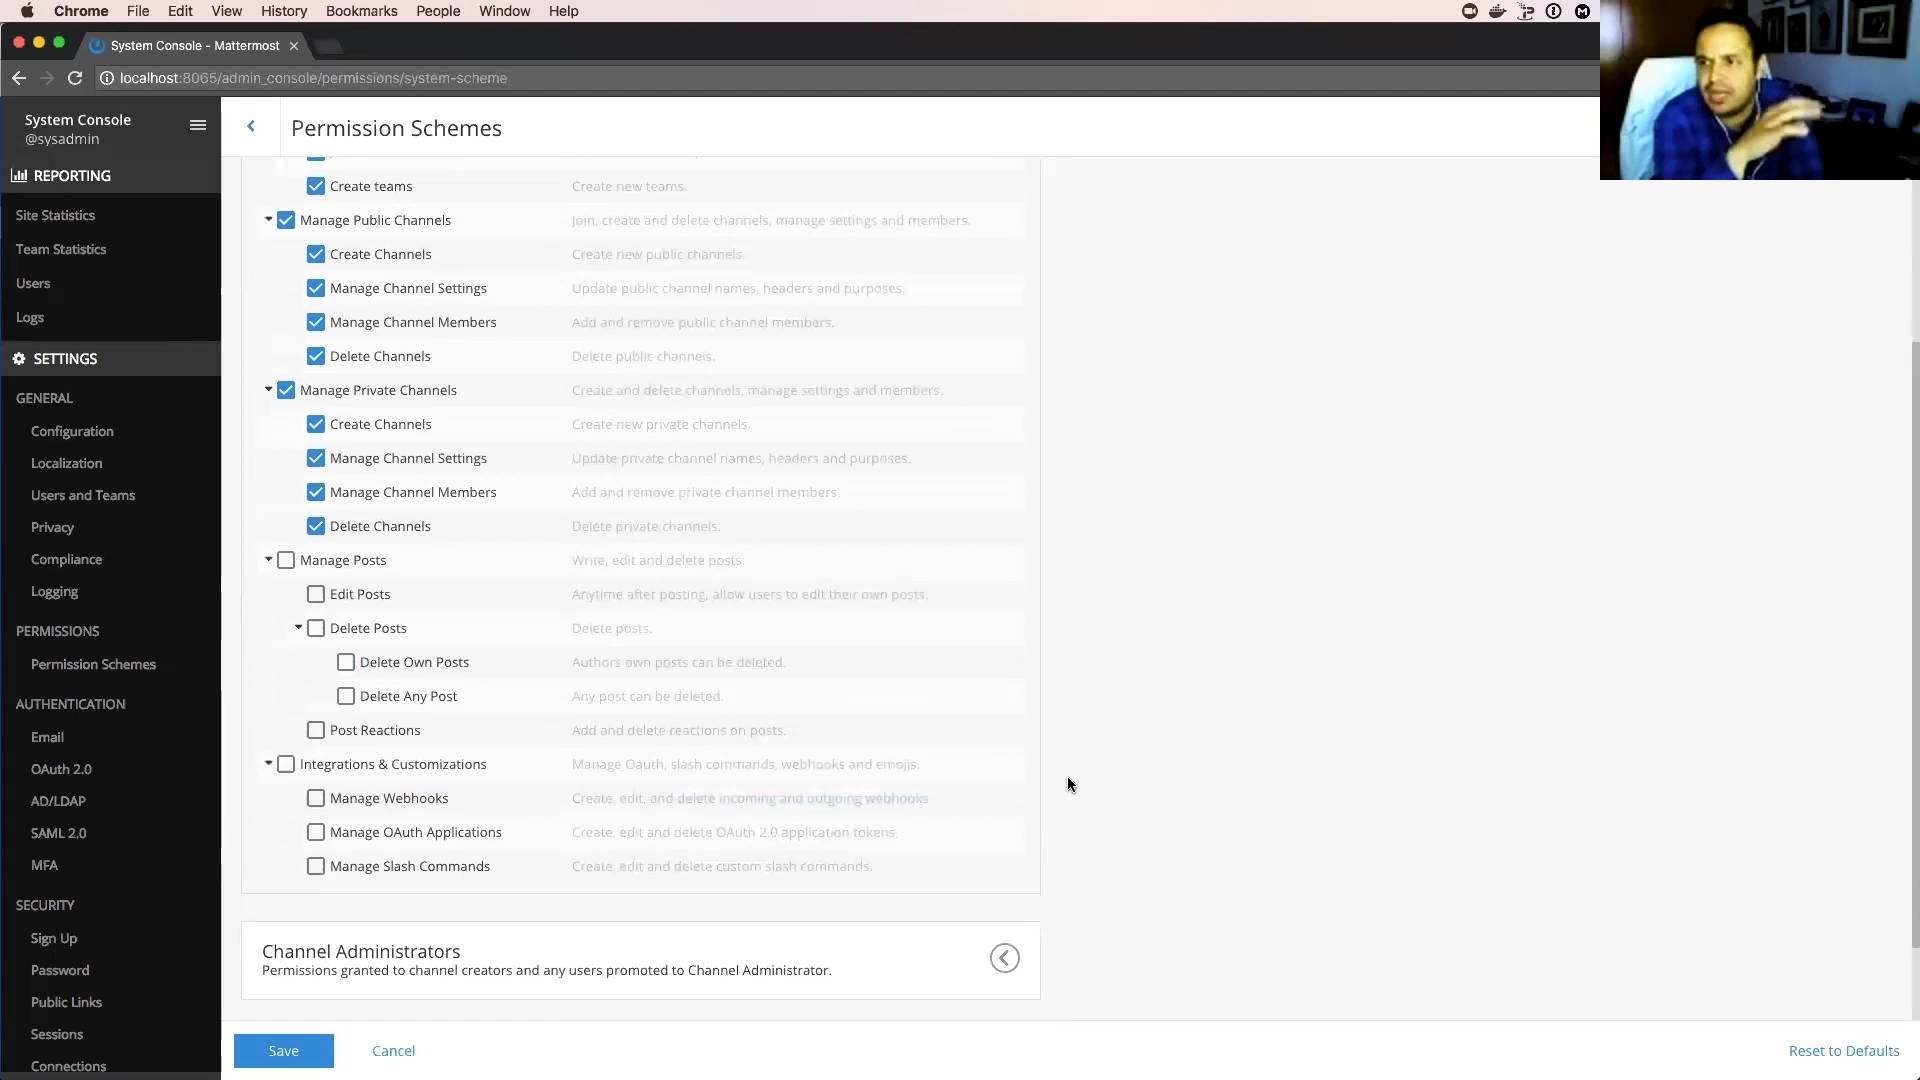 Chrome File Edit View History Bookmarks People Window Help
System Console - Mattermost
localhost:8065/admin_console/permissions/system-scheme
System Console
@sysadmin
REPORTING
Site Statistics
Team Statistics
Users
Logs
SETTINGS
GENERAL
Configuration
Localization
Users and Teams
Privacy
Compliance
Logging
PERMISSIONS
Permission Schemes
AUTHENTICATION
Email
OAuth 2.0
AD/LDAP
SAML 2.0
MFA
SECURITY
Sign Up
Password
Public Links
Sessions
Connections
Permission Schemes
Create teams Create new teams.
Manage Public Channels Join, create and delete channels, manage settings and members.
Create Channels Create new public channels.
Manage Channel Settings Update public channel names, headers and purposes.
Manage Channel Members Add and remove public channel members.
Delete Channels Delete public channels.
Manage Private Channels Create and delete channels, manage settings and members.
Create Channels Create new private channels.
Manage Channel Settings Update private channel names, headers and purposes.
Manage Channel Members Add and remove private channel members.
Delete Channels Delete private channels.
Manage Posts Write, edit and delete posts.
Edit Posts Anytime after posting, allow users to edit their own posts.
Delete Posts Delete posts.
Delete Own Posts Authors own posts can be deleted.
Delete Any Post Any post can be deleted.
Post Reactions Add and delete reactions on posts.
Integrations & Customizations Manage Oauth, slash commands, webhooks and emojis.
Manage Webhooks Create, edit, and delete incoming and outgoing webhooks
Manage OAuth Applications Create, edit and delete OAuth 2.0 application tokens.
Manage Slash Commands Create, edit and delete custom slash commands.
Channel Administrators
Permissions granted to channel creators and any users promoted to Channel Administrator.
Save Cancel Reset to Defaults